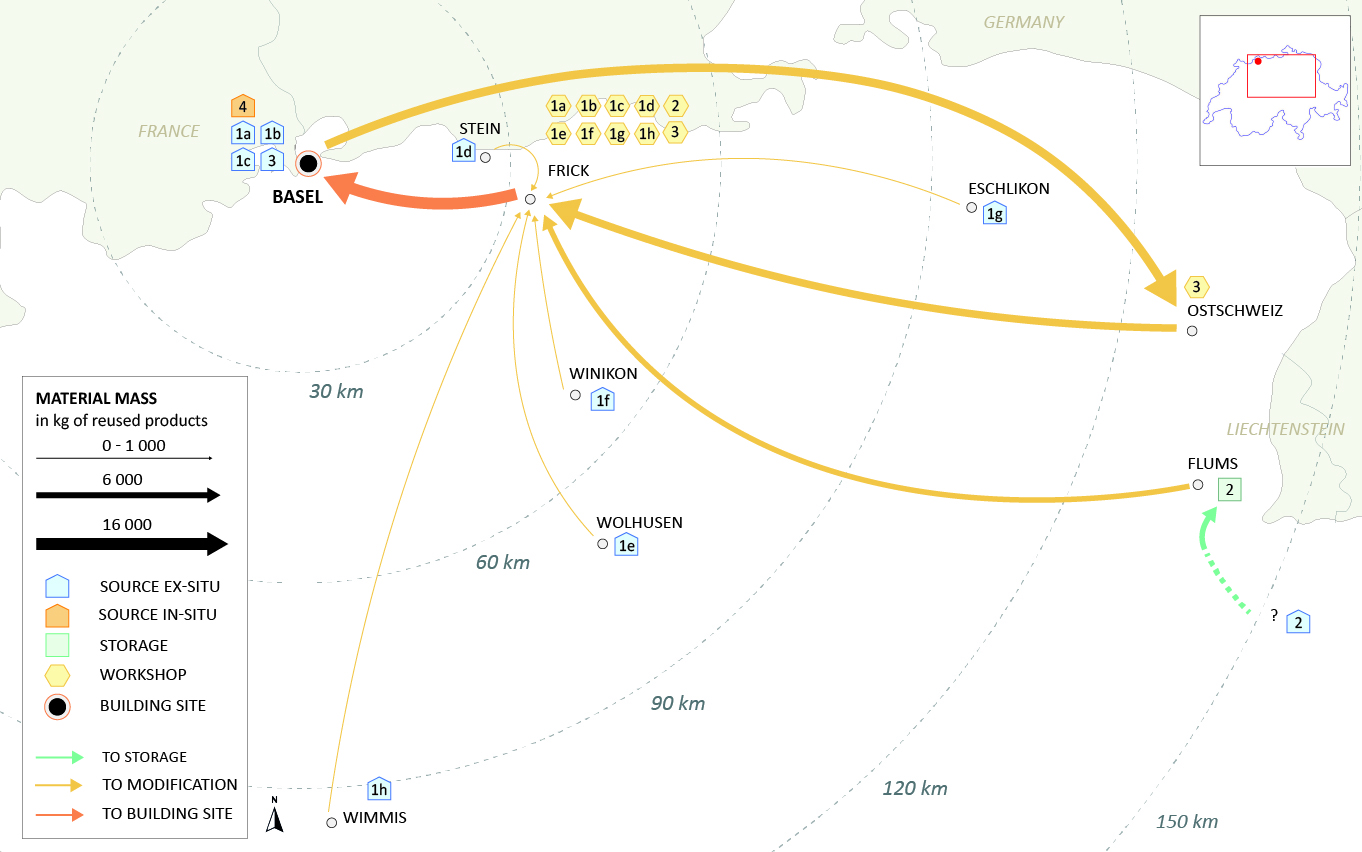 GERMANY
FRANCE
4
1a 1b
1c 3
BASEL
STEIN
1d
1a 1b 1c 1d 2
1e 1f 1g 1h 3
FRICK
ESCHLIKON
1g
3
OSTSCHWEIZ
30 km
WINIKON
1f
LIECHTENSTEIN
FLUMS
2
WOLHUSEN
1e
60 km
? 2
90 km
1h
WIMMIS
N
120 km
150 km
MATERIAL MASS
in kg of reused products
0 - 1 000
6 000
16 000
SOURCE EX-SITU
SOURCE IN-SITU
STORAGE
WORKSHOP
BUILDING SITE
TO STORAGE
TO MODIFICATION
TO BUILDING SITE